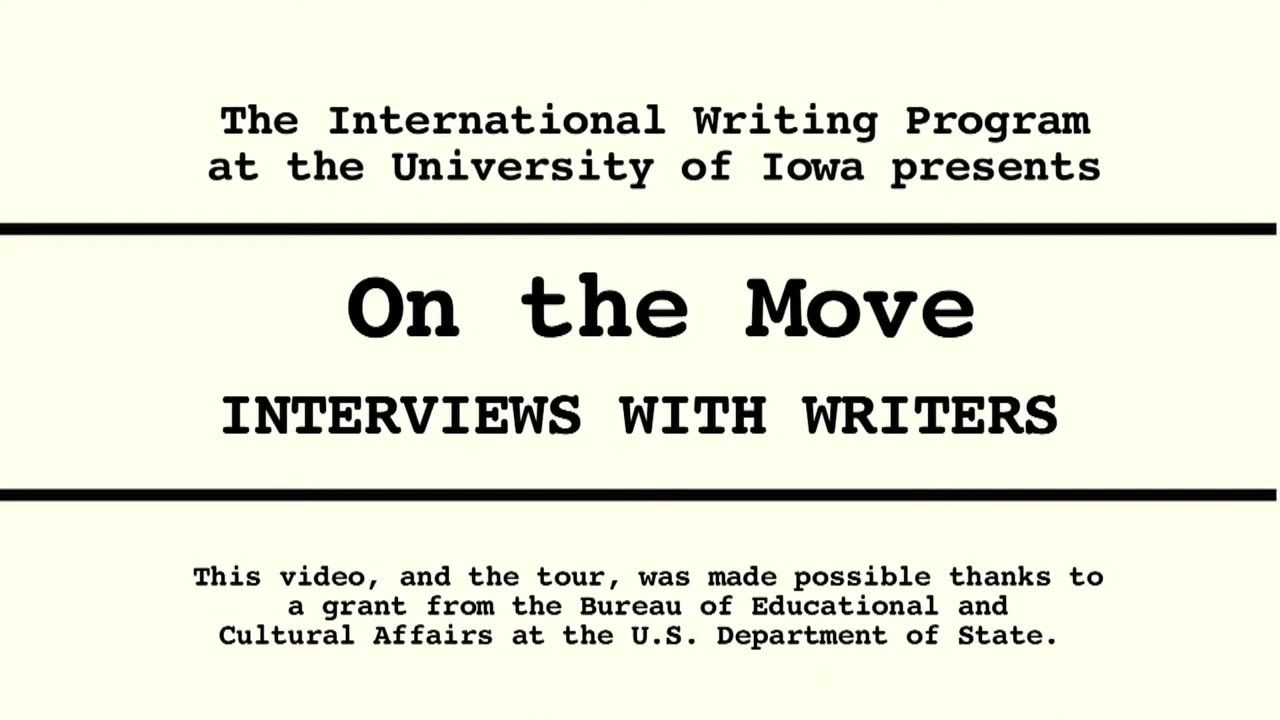 The International Writing Program
at the University of Iowa presents
On the Move
INTERVIEWS WITH WRITERS
This video, and the tour, was made possible thanks to
a grant from the Bureau of Educational and
Cultural Affairs at the U.S. Department of State.